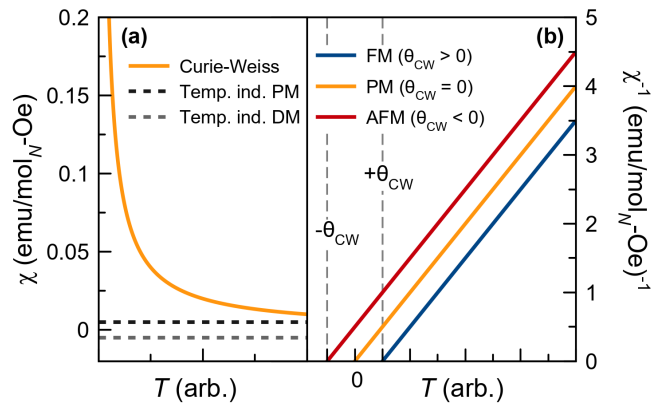 (a)
Curie-Weiss
Temp. ind. PM
Temp. ind. DM
0.2
0.15
0.1
0.05
0
χ (emu/mol_N-Oe)
T (arb.)
(b)
FM (θ_CW > 0)
PM (θ_CW = 0)
AFM (θ_CW < 0)
+θ_CW
-θ_CW
0
T (arb.)
5
4
3
2
1
0
χ^-1 (emu/mol_N-Oe)^-1